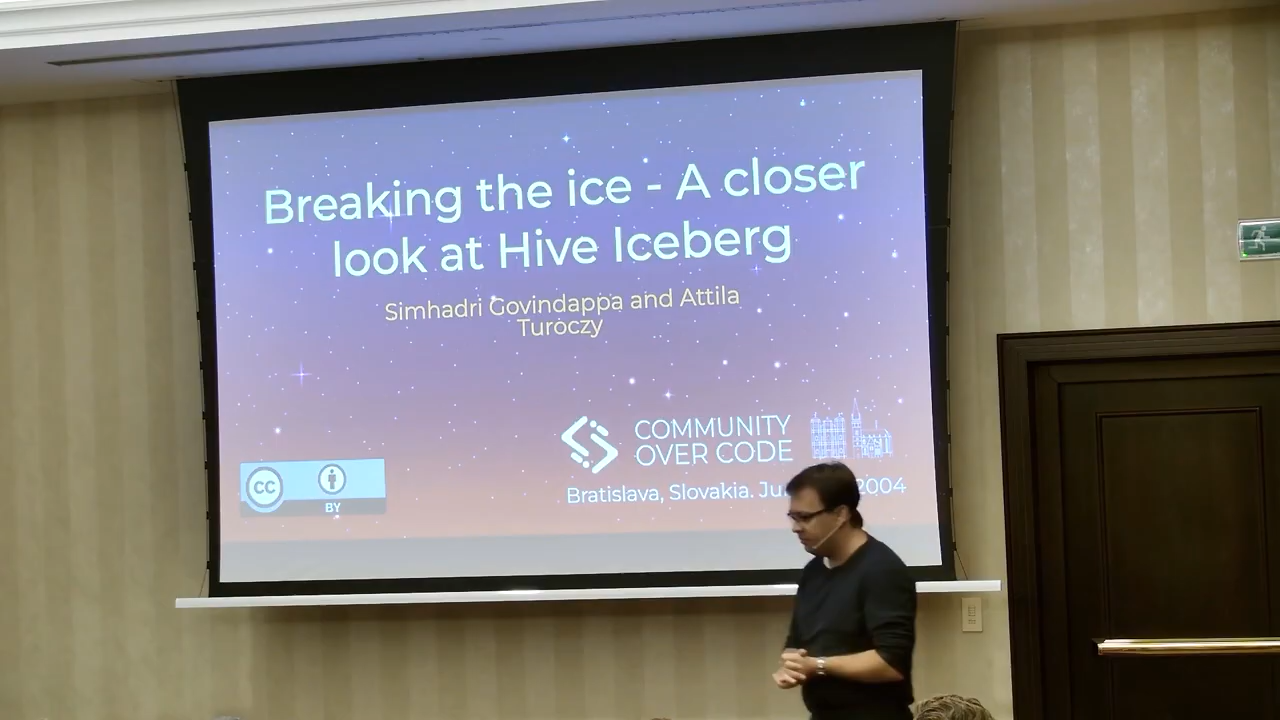 Breaking the ice - A closer
look at Hive Iceberg
Simhadri Govindappa and Attila
Turoczy
COMMUNITY
OVER CODE
Bratislava, Slovakia. 2004
CC
BY